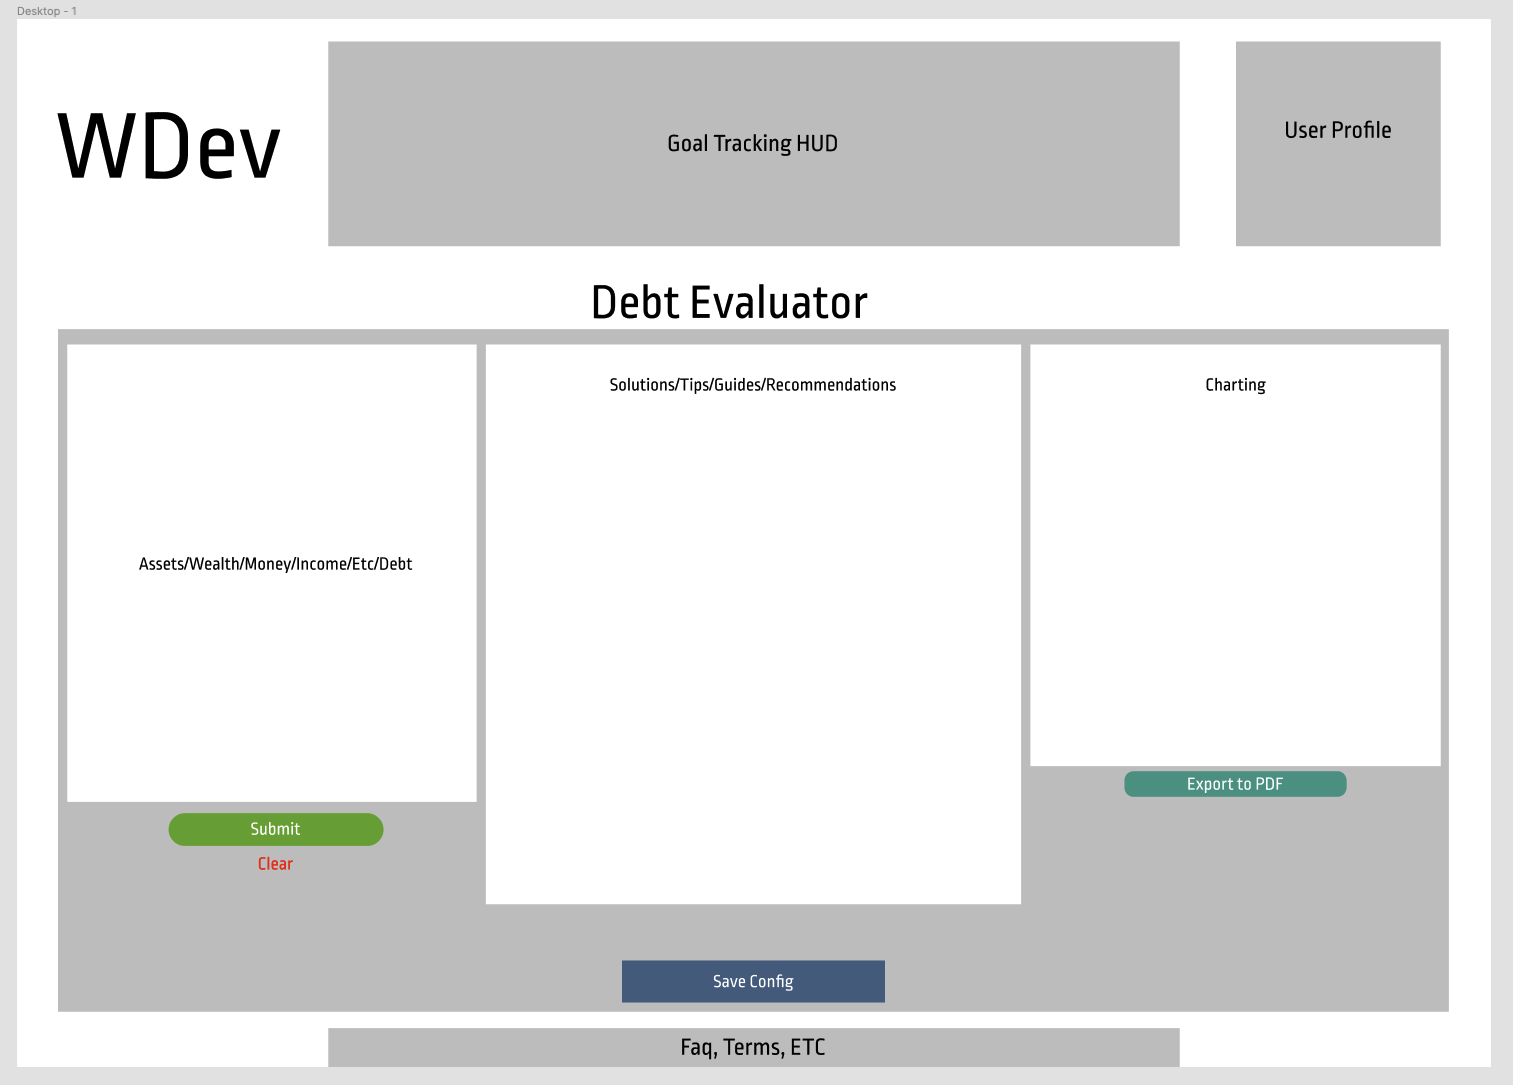 Desktop - 1
WDev
Goal Tracking HUD
User Profile
Debt Evaluator
Assets/Wealth/Money/Income/Etc/Debt
Submit
Clear
Solutions/Tips/Guides/Recommendations
Charting
Export to PDF
Save Config
Faq, Terms, ETC